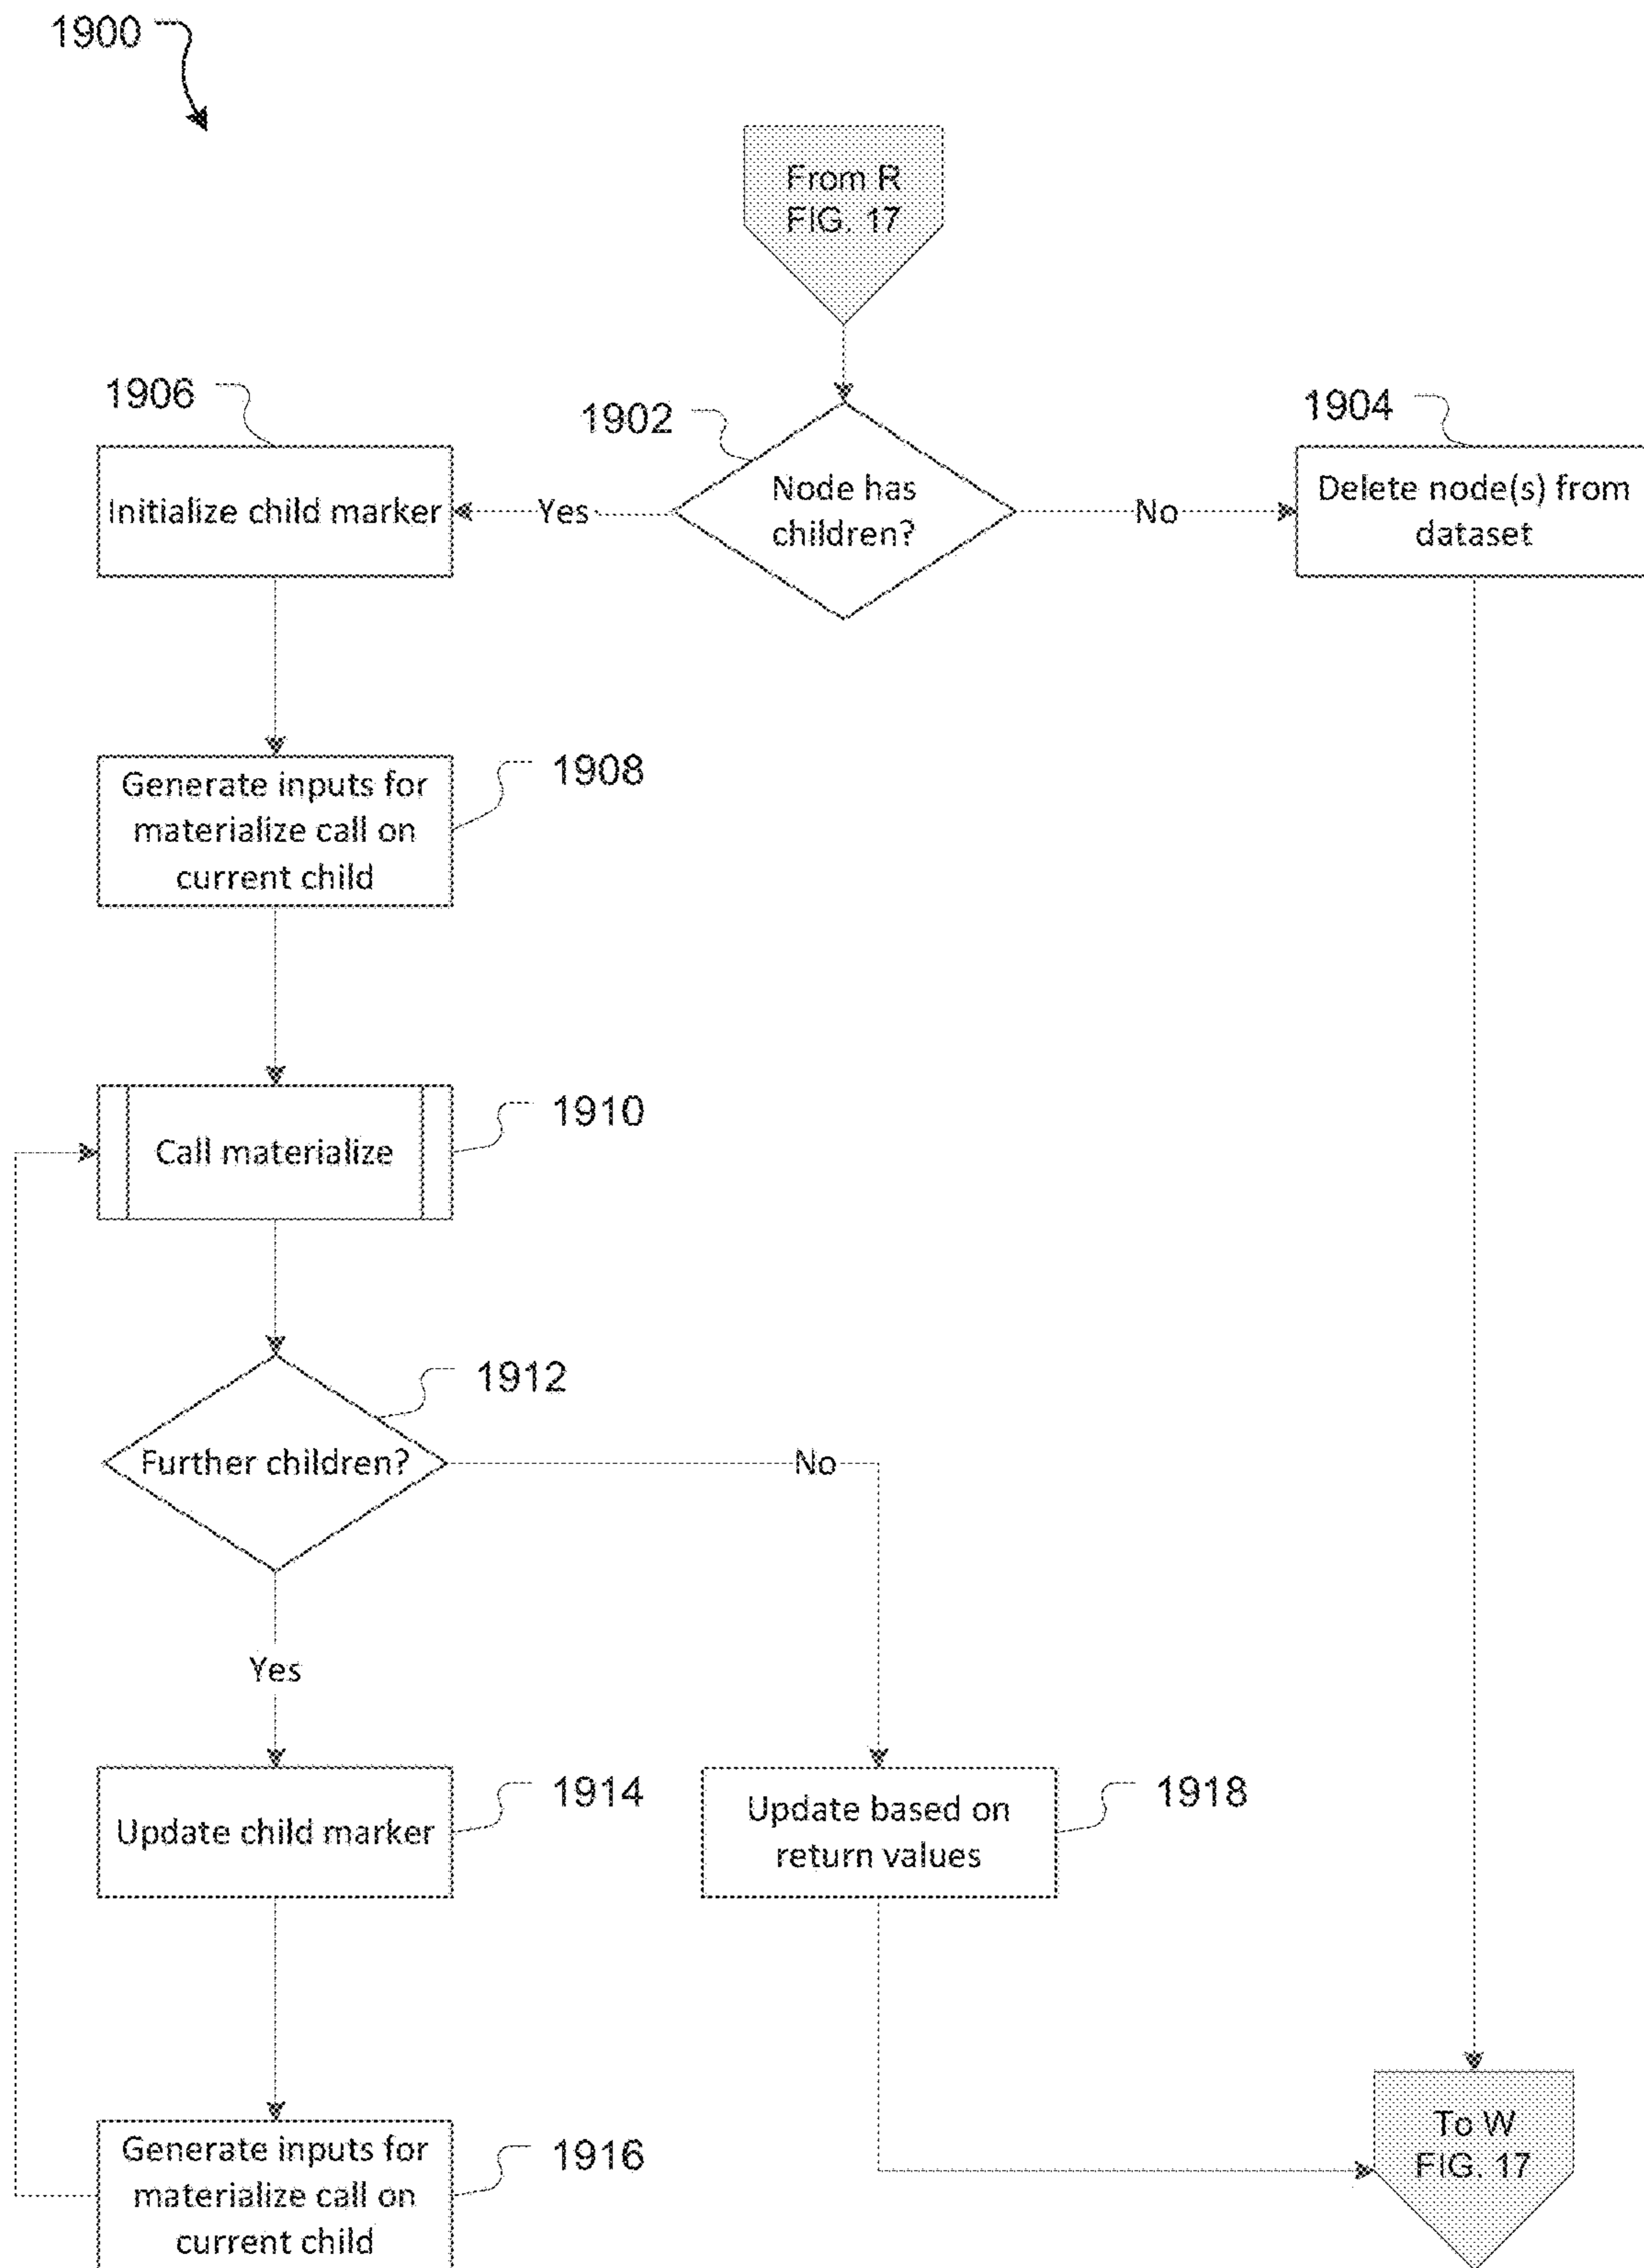 1900
From R
FIG. 17
1906
1902
1904
Initialize child marker
Yes
Node has
children?
No
Delete node(s) from
dataset
Generate inputs for
materialize call on
current child
1908
Call materialize
1910
1912
Further children?
No
Yes
Update child marker
1914
Update based on
return values
1918
Generate inputs for
materialize call on
current child
1916
To W
FIG. 17